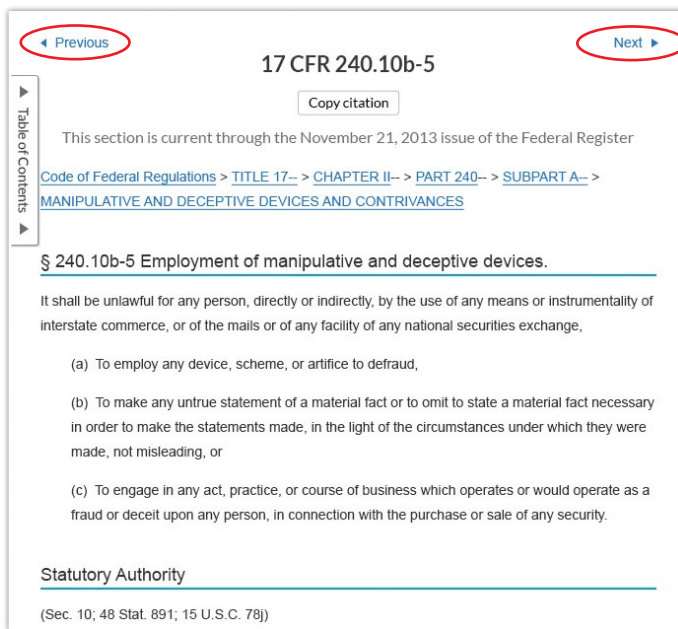 Previous
Next
17 CFR 240.10b-5
Copy citation
Table of Contents
This section is current through the November 21, 2013 issue of the Federal Register
Code of Federal Regulations > TITLE 17-- > CHAPTER II-- > PART 240-- > SUBPART A-- >
MANIPULATIVE AND DECEPTIVE DEVICES AND CONTRIVANCES
§ 240.10b-5 Employment of manipulative and deceptive devices.
It shall be unlawful for any person, directly or indirectly, by the use of any means or instrumentality of
interstate commerce, or of the mails or of any facility of any national securities exchange,
(a) To employ any device, scheme, or artifice to defraud,
(b) To make any untrue statement of a material fact or to omit to state a material fact necessary
in order to make the statements made, in the light of the circumstances under which they were
made, not misleading, or
(c) To engage in any act, practice, or course of business which operates or would operate as a
fraud or deceit upon any person, in connection with the purchase or sale of any security.
Statutory Authority
(Sec. 10; 48 Stat. 891; 15 U.S.C. 78j)